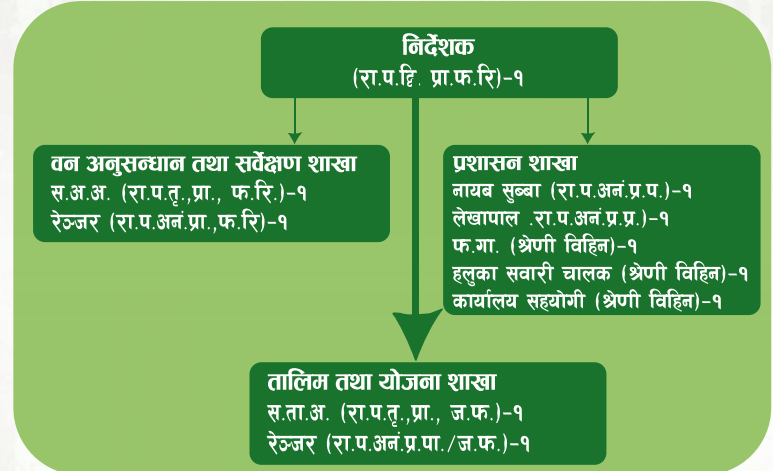 निर्देशक
(रा.प.द्वि. प्रा.फ.रि)-१
वन अनुसन्धान तथा सर्वेक्षण शाखा
स.अ.अ. (रा.प.तृ.,प्रा., फ.रि.)-१
रेञ्जर (रा.प.अनं.प्रा.,फ.रि)-१
प्रशासन शाखा
नायब सुब्बा (रा.प.अनं.प्र.प.)-१
लेखापाल .रा.प.अनं.प्र.प्र.)-१
फ.गा. (श्रेणी विहिन)-१
हलुका सवारी चालक (श्रेणी विहिन)-१
कार्यालय सहयोगी (श्रेणी विहिन)-१
तालिम तथा योजना शाखा
स.ता.अ. (रा.प.तृ.,प्रा., ज.फ.)-१
रेञ्जर (रा.प.अनं.प्र.पा./ज.फ.)-१